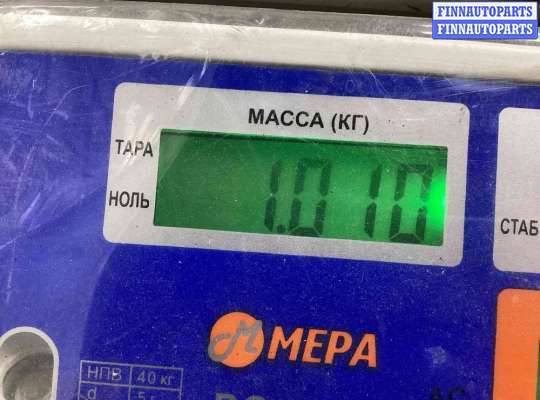 FINNAUTOPARTS
FINNAUTOPARTS
МАССА (КГ)
ТАРА
НОЛЬ
1.010
СТАБ
МЕРА
НПВ 40 кг
d